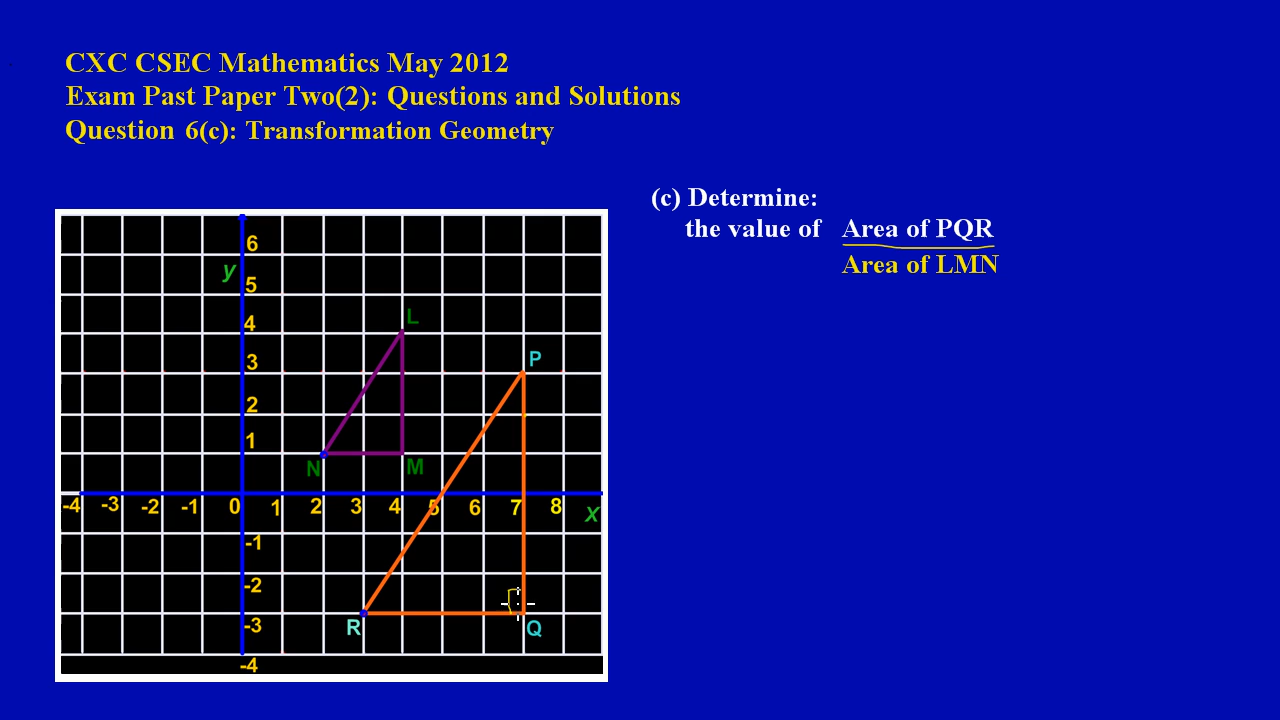 CXC CSEC Mathematics May 2012
Exam Past Paper Two(2): Questions and Solutions
Question 6(c): Transformation Geometry
(c) Determine:
the value of Area of PQR
Area of LMN
6
y
5
4
L
3
P
2
1
N M
-4 -3 -2 -1 0 1 2 3 4 5 6 7 8 x
-1
-2
-3
R Q
-4